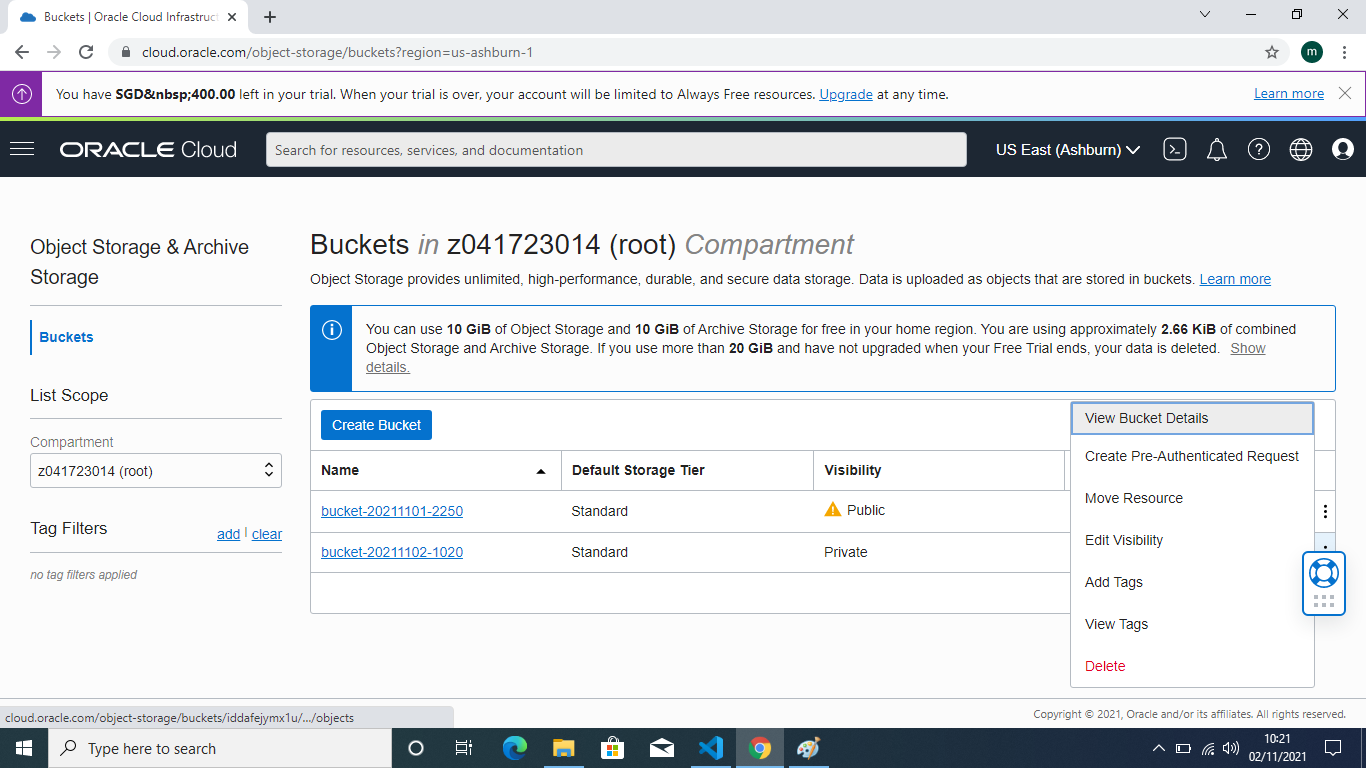 Buckets | Oracle Cloud Infrastruct
cloud.oracle.com/object-storage/buckets?region=us-ashburn-1
m
You have SGD&nbsp;400.00 left in your trial. When your trial is over, your account will be limited to Always Free resources. Upgrade at any time.
Learn more
ORACLE Cloud
Search for resources, services, and documentation
US East (Ashburn)
Object Storage & Archive
Storage
Buckets
List Scope
Compartment
z041723014 (root)
Tag Filters
add | clear
no tag filters applied
Buckets in z041723014 (root) Compartment
Object Storage provides unlimited, high-performance, durable, and secure data storage. Data is uploaded as objects that are stored in buckets. Learn more
You can use 10 GiB of Object Storage and 10 GiB of Archive Storage for free in your home region. You are using approximately 2.66 KiB of combined
Object Storage and Archive Storage. If you use more than 20 GiB and have not upgraded when your Free Trial ends, your data is deleted. Show
details.
Create Bucket
Name Default Storage Tier Visibility
bucket-20211101-2250 Standard Public
bucket-20211102-1020 Standard Private
View Bucket Details
Create Pre-Authenticated Request
Move Resource
Edit Visibility
Add Tags
View Tags
Delete
cloud.oracle.com/object-storage/buckets/iddafejymx1u/.../objects
Copyright © 2021, Oracle and/or its affiliates. All rights reserved.
Type here to search
10:21
02/11/2021